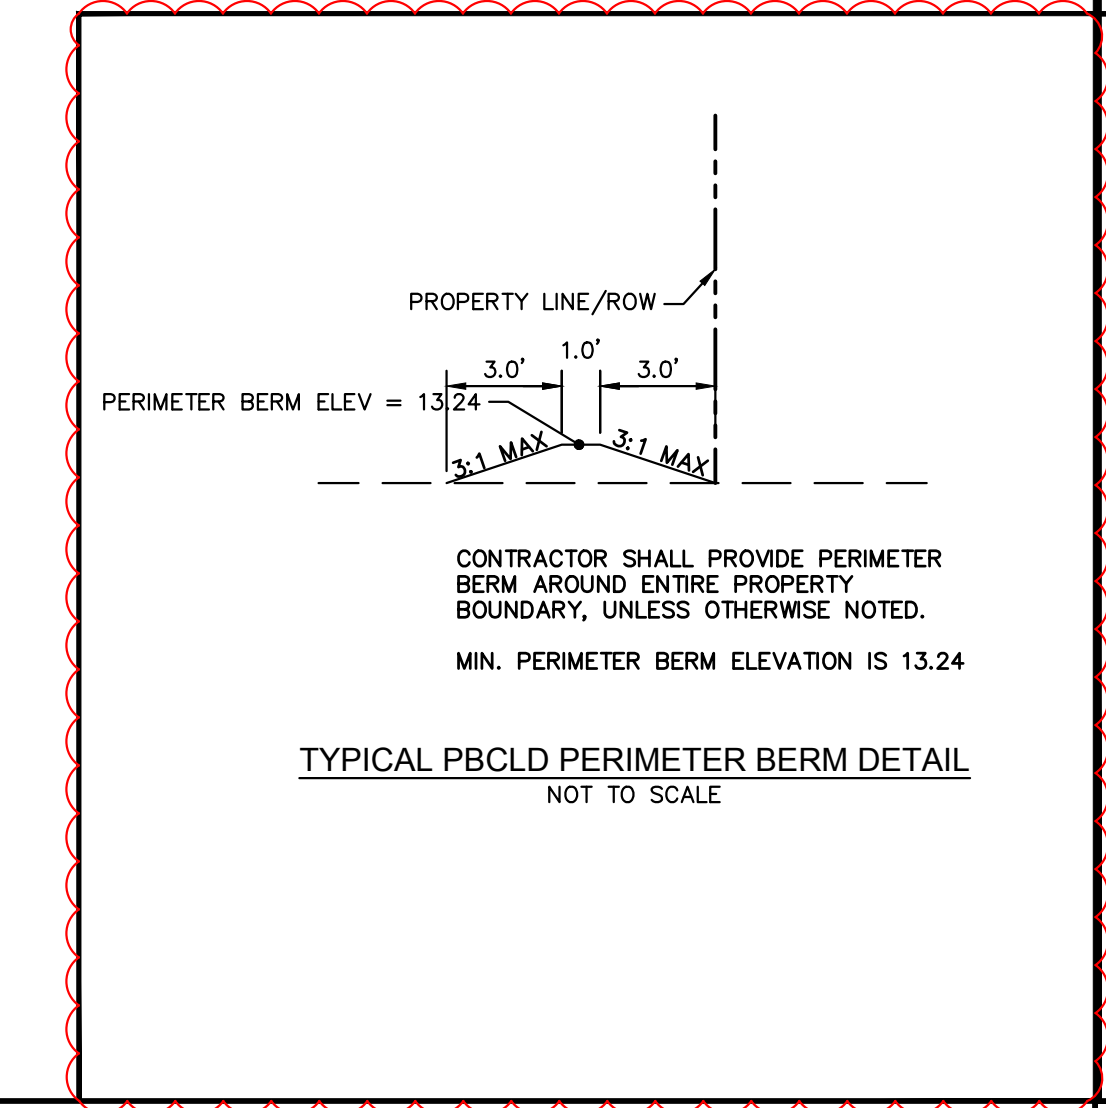 PROPERTY LINE/ROW
1.0'
3.0'
3.0'
PERIMETER BERM ELEV = 13.24
3:1 MAX
3:1 MAX
CONTRACTOR SHALL PROVIDE PERIMETER
BERM AROUND ENTIRE PROPERTY
BOUNDARY, UNLESS OTHERWISE NOTED.
MIN. PERIMETER BERM ELEVATION IS 13.24
TYPICAL PBCLD PERIMETER BERM DETAIL
NOT TO SCALE